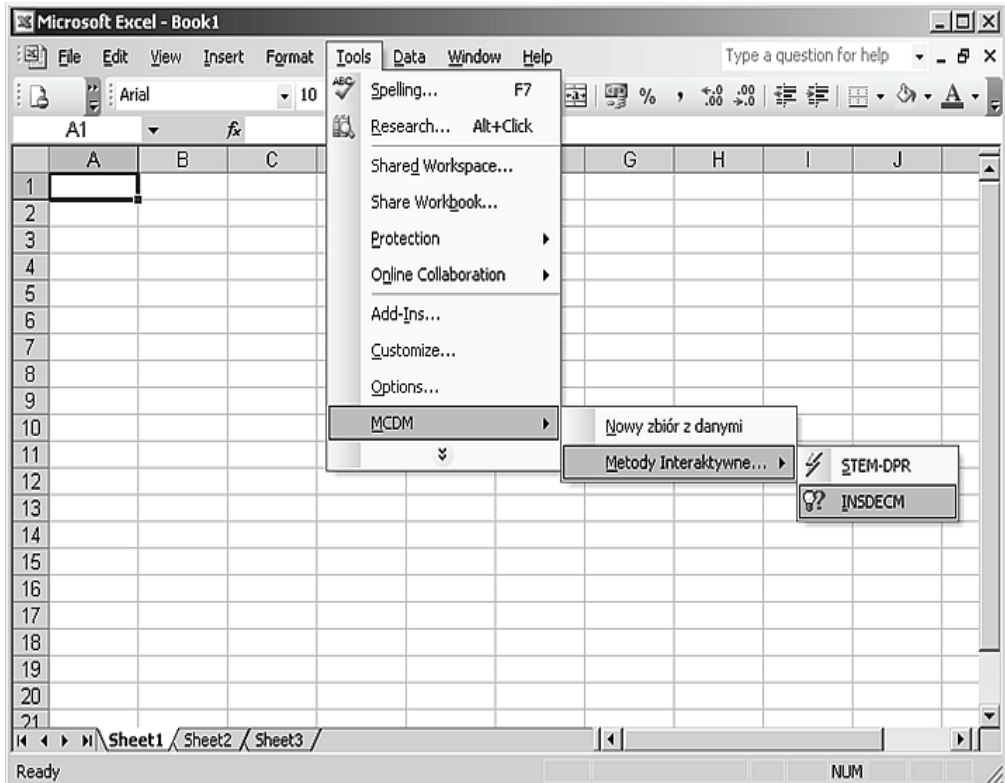 Microsoft Excel - Book1
File Edit View Insert Format Tools Data Window Help Type a question for help
Arial 10 % , .00 .00 A
A1 fx
A B C G H I J
1
2
3
4
5
6
7
8
9
10
11
12
13
14
15
16
17
18
19
20
21
Spelling... F7
Research... Alt+Click
Shared Workspace...
Share Workbook...
Protection
Online Collaboration
Add-Ins...
Customize...
Options...
MCDM
Nowy zbiór z danymi
Metody Interaktywne...
STEM-DPR
INSDECM
Sheet1 Sheet2 Sheet3
Ready NUM